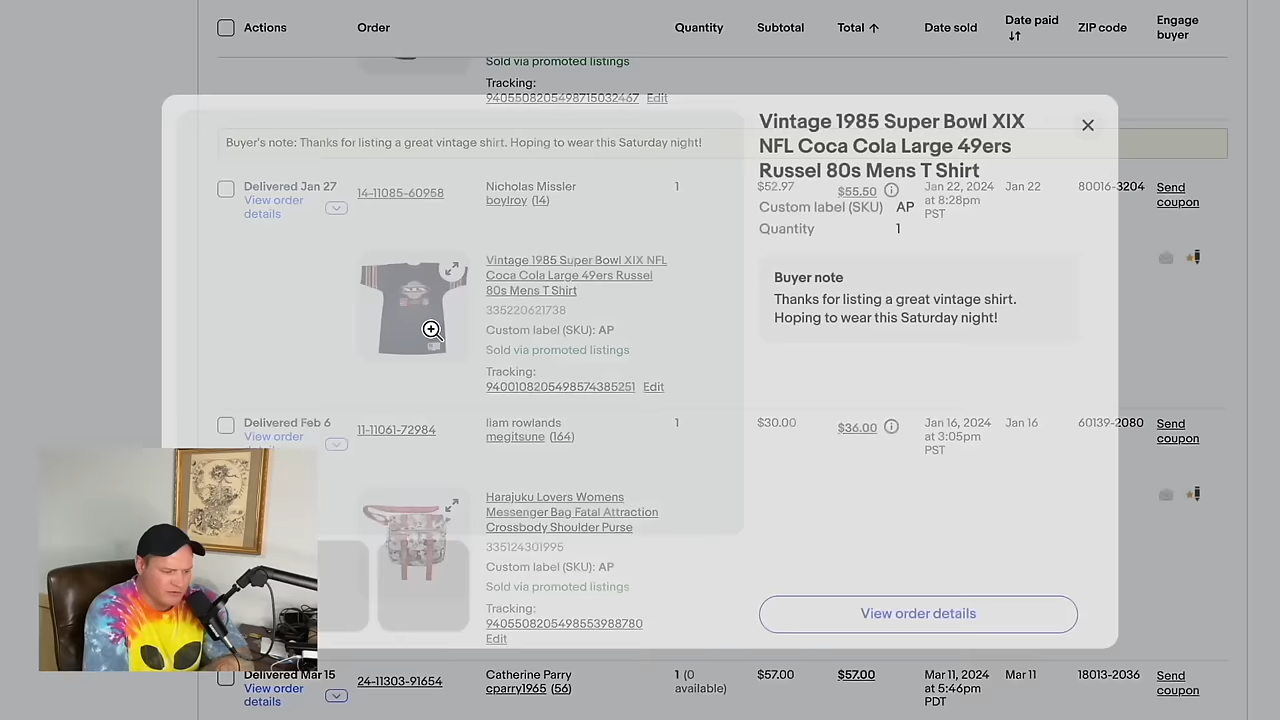 Actions
Order
Quantity
Subtotal
Total
Date sold
Date paid
ZIP code
Engage buyer
Sold via promoted listings
Tracking:
9405508205498715032467 Edit
Buyer's note: Thanks for listing a great vintage shirt. Hoping to wear this Saturday night!
Vintage 1985 Super Bowl XIX
NFL Coca Cola Large 49ers
Russel 80s Mens T Shirt
Custom label (SKU) AP
Quantity 1
Buyer note
Thanks for listing a great vintage shirt.
Hoping to wear this Saturday night!
View order details
Delivered Jan 27
View order
details
14-11085-60958
Nicholas Missler
boylroy (14)
1
$52.97
$55.50
Jan 22, 2024
at 8:28pm
PST
Jan 22
80016-3204
Send
coupon
Vintage 1985 Super Bowl XIX NFL
Coca Cola Large 49ers Russel
80s Mens T Shirt
335220621738
Custom label (SKU): AP
Sold via promoted listings
Tracking:
9400108205498574385251 Edit
Delivered Feb 6
View order
11-11061-72984
liam rowlands
megitsune (164)
1
$30.00
$36.00
Jan 16, 2024
at 3:05pm
PST
Jan 16
60139-2080
Send
coupon
Harajuku Lovers Womens
Messenger Bag Fatal Attraction
Crossbody Shoulder Purse
335124301995
Custom label (SKU): AP
Sold via promoted listings
Tracking:
9405508205498553988780
Edit
Delivered Mar 15
View order
details
24-11303-91654
Catherine Parry
cparry1965 (56)
1 (0
available)
$57.00
$57.00
Mar 11, 2024
at 5:46pm
PDT
Mar 11
18013-2036
Send
coupon